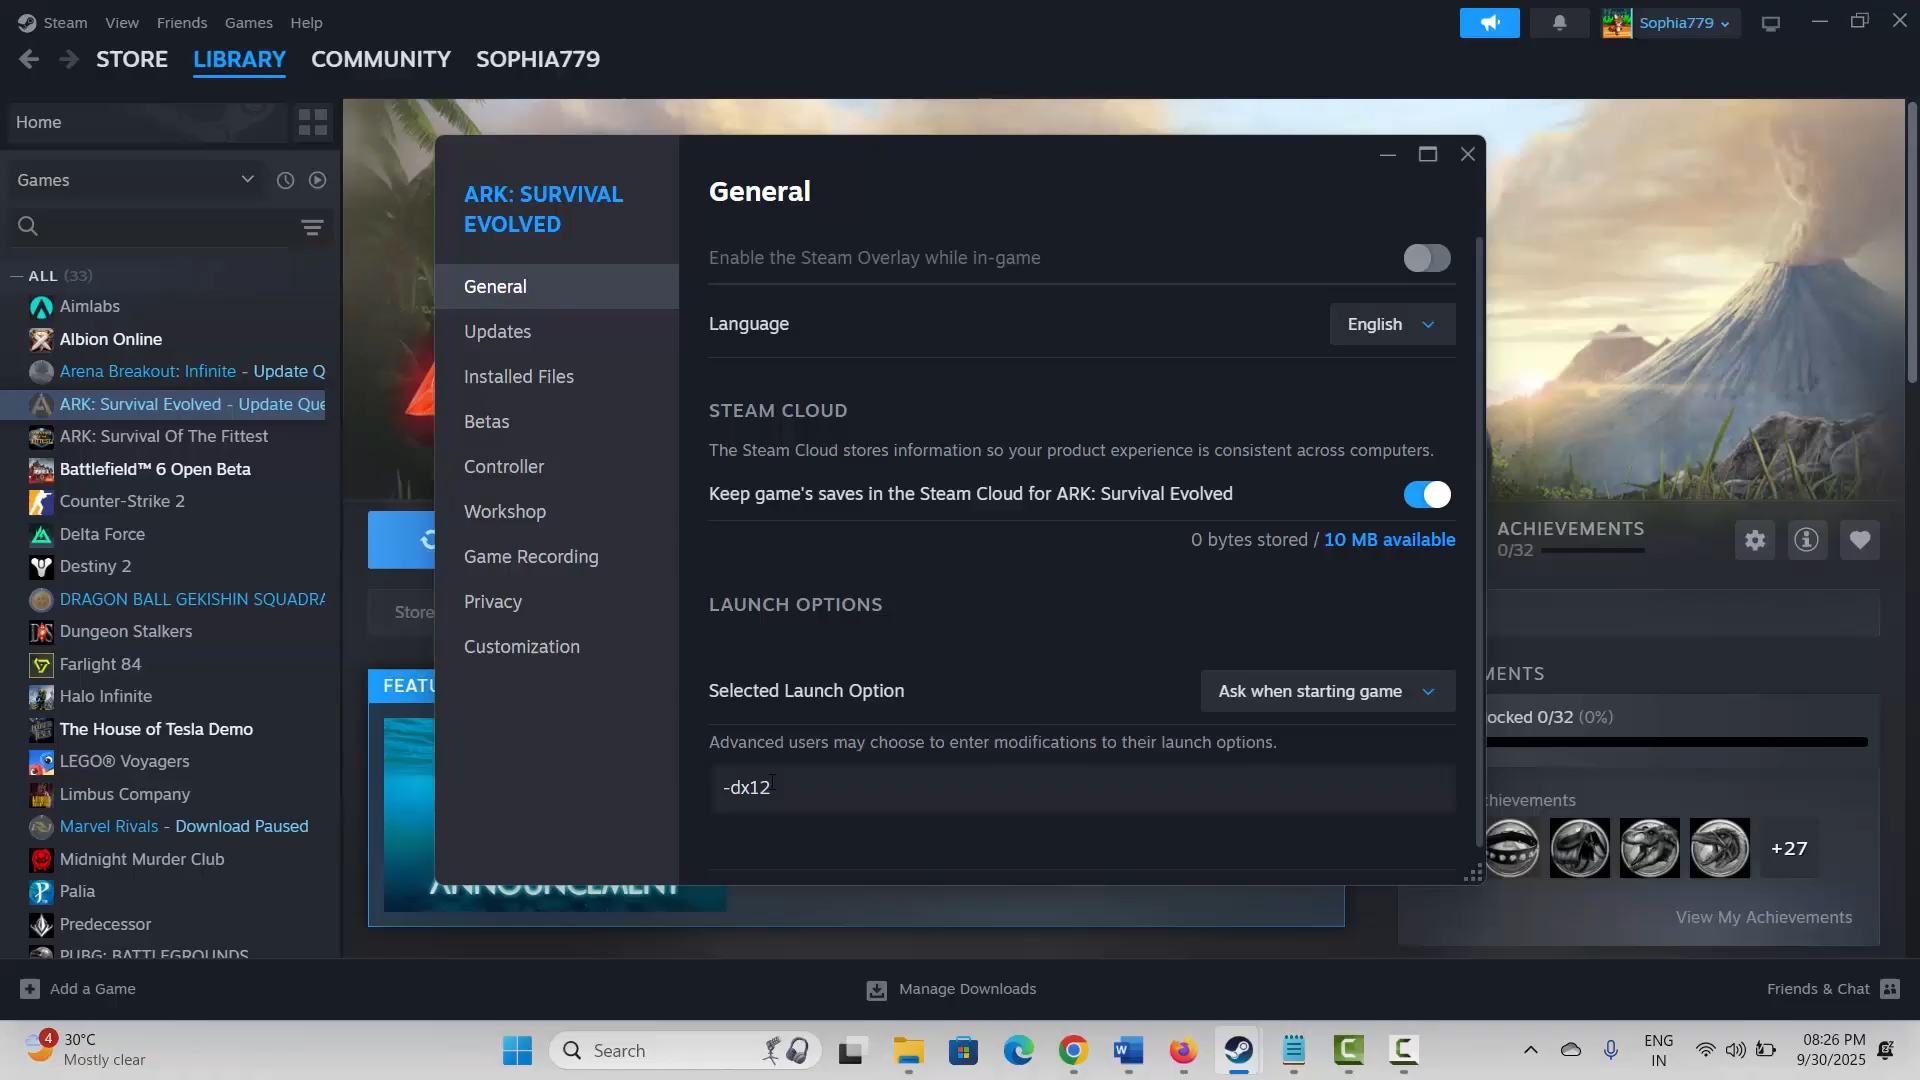 Steam View Friends Games Help
Sophia779
STORE LIBRARY COMMUNITY SOPHIA779
Home
Games
ALL (33)
Aimlabs
Albion Online
Arena Breakout: Infinite - Update Q
ARK: Survival Evolved - Update Que
ARK: Survival Of The Fittest
Battlefield™ 6 Open Beta
Counter-Strike 2
Delta Force
Destiny 2
DRAGON BALL GEKISHIN SQUADRA
Dungeon Stalkers
Farlight 84
Halo Infinite
The House of Tesla Demo
LEGO® Voyagers
Limbus Company
Marvel Rivals - Download Paused
Midnight Murder Club
Palia
Predecessor
PUBG: BATTLEGROUNDS
Add a Game
ARK: SURVIVAL
EVOLVED
General
Updates
Installed Files
Betas
Controller
Workshop
Game Recording
Privacy
Customization
General
Enable the Steam Overlay while in-game
Language
English
STEAM CLOUD
The Steam Cloud stores information so your product experience is consistent across computers.
Keep game's saves in the Steam Cloud for ARK: Survival Evolved
0 bytes stored / 10 MB available
LAUNCH OPTIONS
Selected Launch Option
Ask when starting game
Advanced users may choose to enter modifications to their launch options.
-dx12
Store
FEATU
ANNOUNCEMENT
ACHIEVEMENTS
0/32
MENTS
ocked 0/32 (0%)
chievements
+27
View My Achievements
Manage Downloads
Friends & Chat
4
30°C
Mostly clear
Search
ENG
IN
08:26 PM
9/30/2025